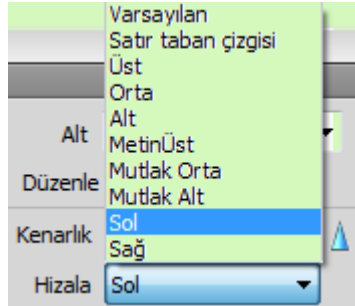 Varsayılan
Satır taban çizgisi
Üst
Orta
Alt
MetinÜst
Mutlak Orta
Mutlak Alt
Sol
Sağ
Alt
Düzenle
Kenarlık
Hizala Sol